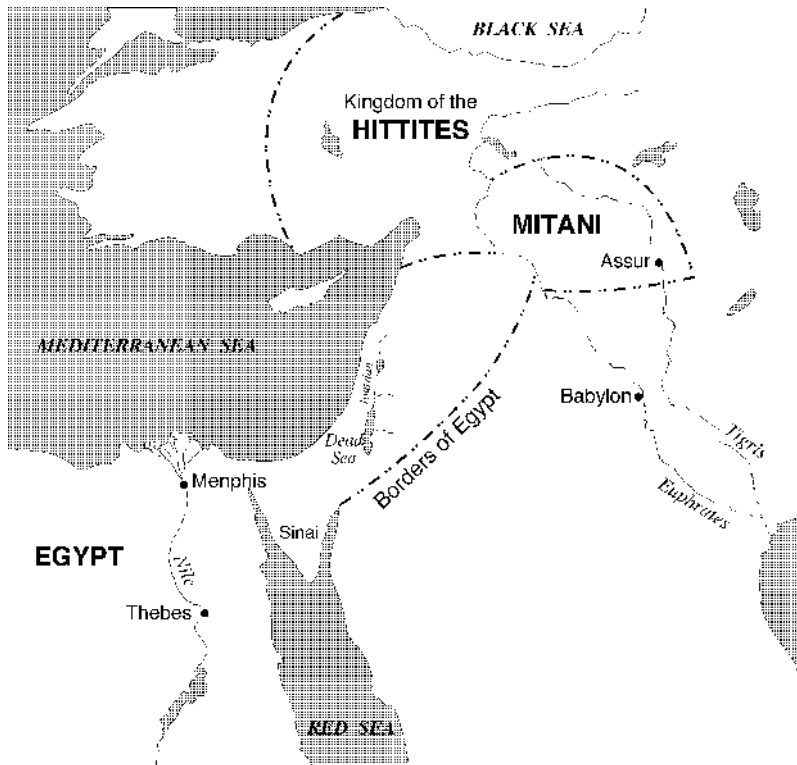 BLACK SEA
Kingdom of the
HITTITES
MITANI
Assur
MEDITERRANEAN SEA
Babylon
Jordan
Dead
Sea
Borders of Egypt
Tigris
Euphrates
Menphis
Sinai
EGYPT
Nile
Thebes
RED SEA